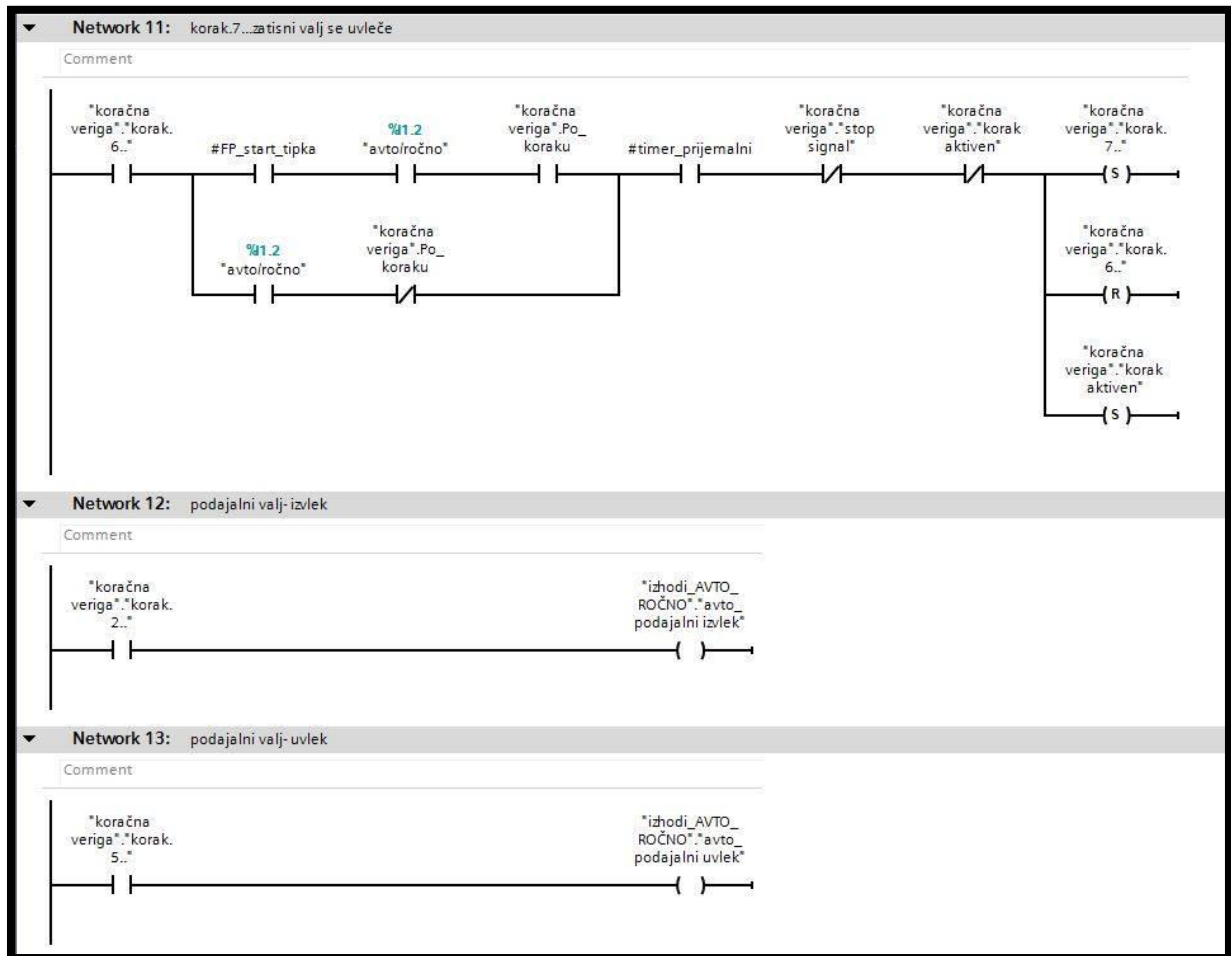 Network 11: korak.7...zatisni valj se uvleče
Comment
"koračna
veriga"."korak.
6.."
#FP_start_tipka
%I1.2
"avto/ročno"
"koračna
veriga".Po_
koraku
#timer_prijemalni
"koračna
veriga"."stop
signal"
"koračna
veriga"."korak
aktiven"
"koračna
veriga"."korak.
7.."
S
%I1.2
"avto/ročno"
"koračna
veriga".Po_
koraku
"koračna
veriga"."korak.
6.."
R
"koračna
veriga"."korak
aktiven"
S
Network 12: podajalni valj-izvlek
Comment
"koračna
veriga"."korak.
2.."
"izhodi_AVTO_
ROČNO"."avto_
podajalni izvlek"
Network 13: podajalni valj-uvlek
Comment
"koračna
veriga"."korak.
5.."
"izhodi_AVTO_
ROČNO"."avto_
podajalni uvlek"